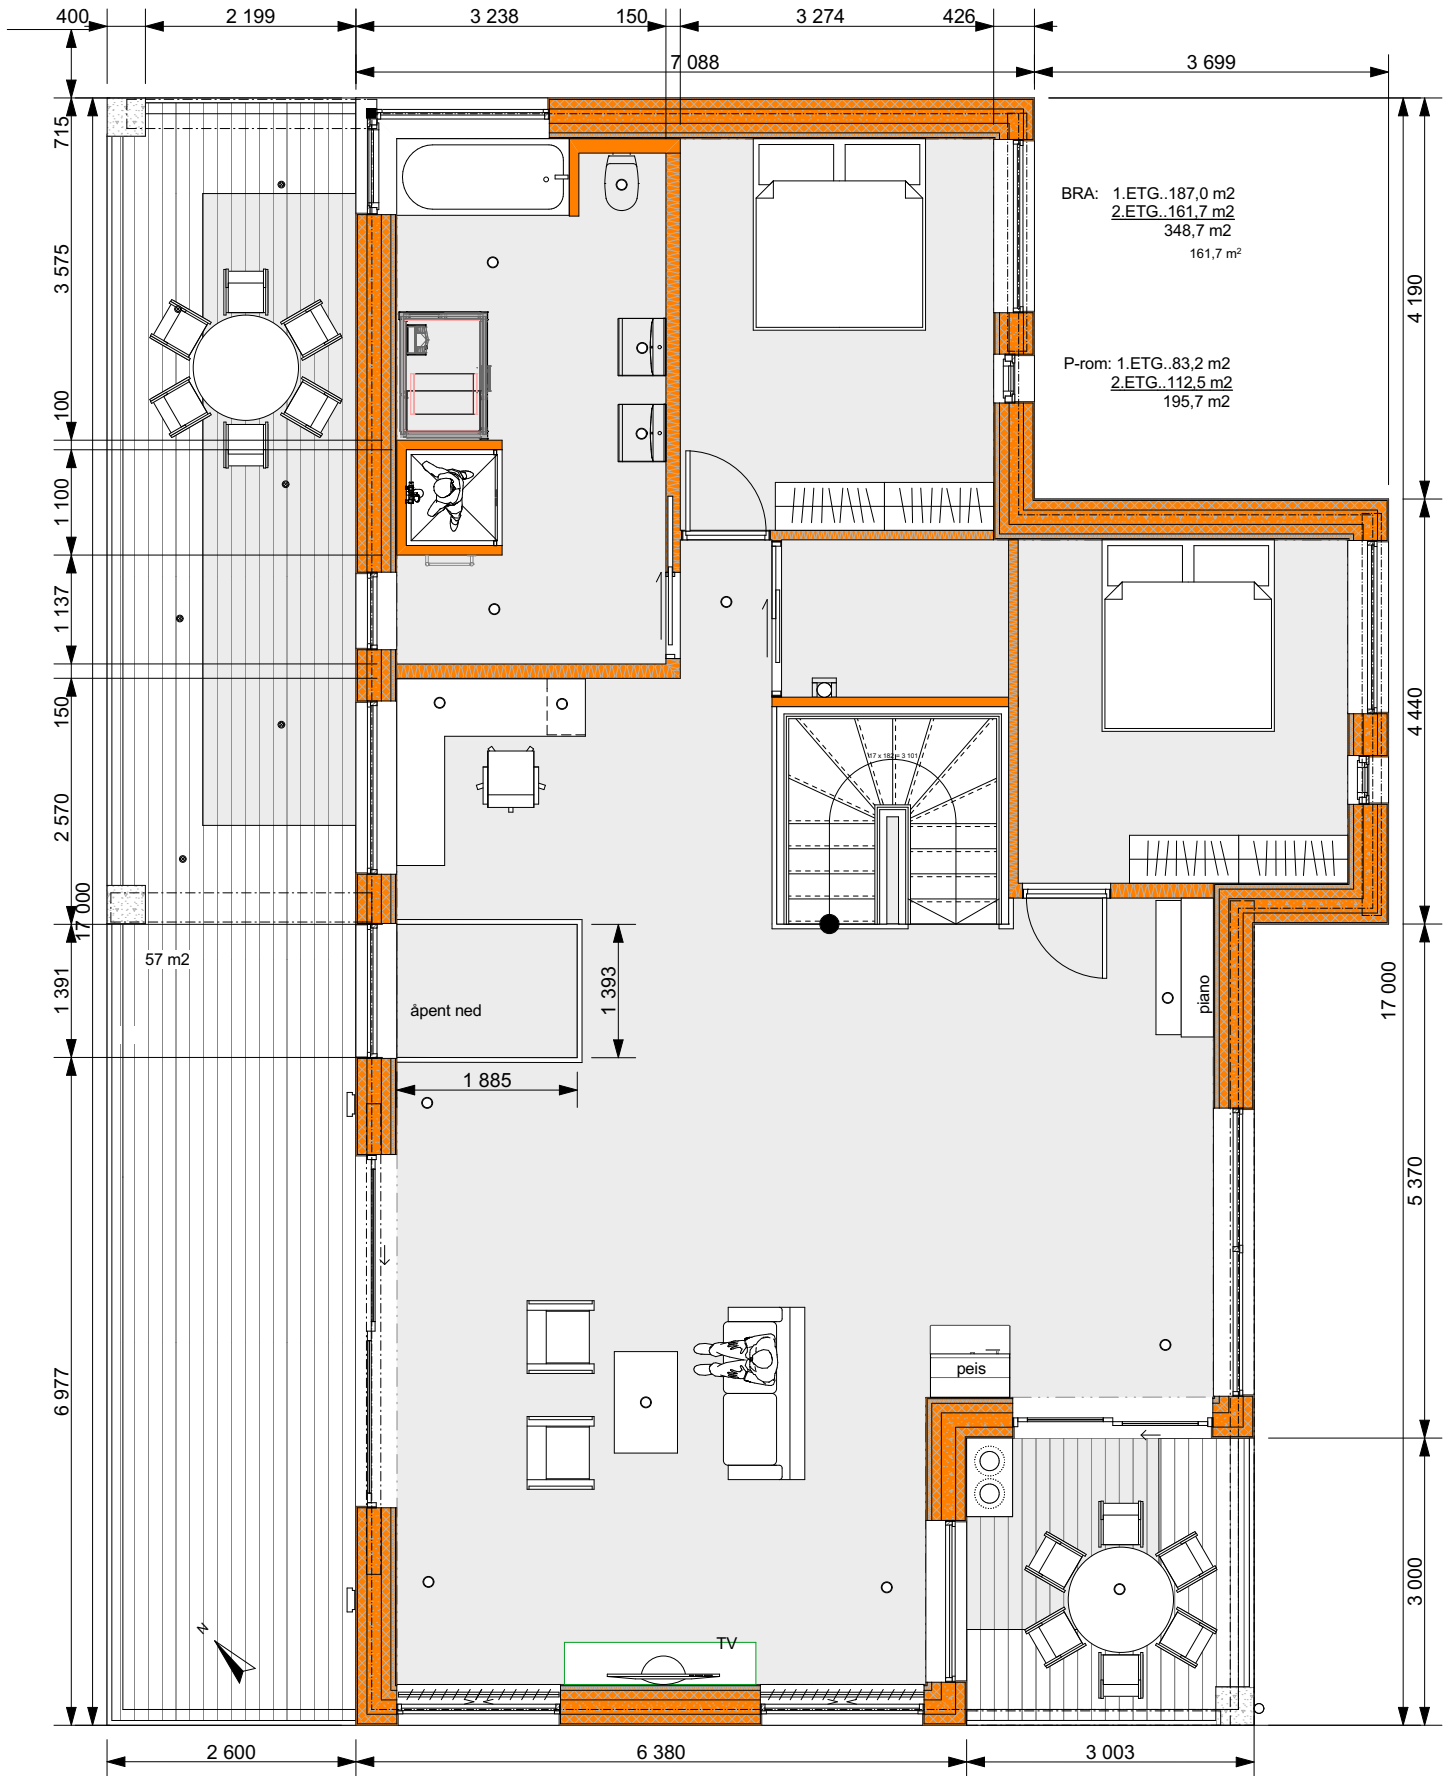 400
2 199
3 238
150
3 274
426
7 088
3 699
715
3 575
100
1 100
1 137
150
2 570
17 000
1 391
6 977
BRA: 1.ETG..187,0 m2
2.ETG..161,7 m2
348,7 m2
161,7 m²
P-rom: 1.ETG..83,2 m2
2.ETG..112,5 m2
195,7 m2
4 190
4 440
17 000
5 370
3 000
17 x 182 = 3 101
57 m2
åpent ned
1 393
1 885
piano
peis
TV
N
2 600
6 380
3 003